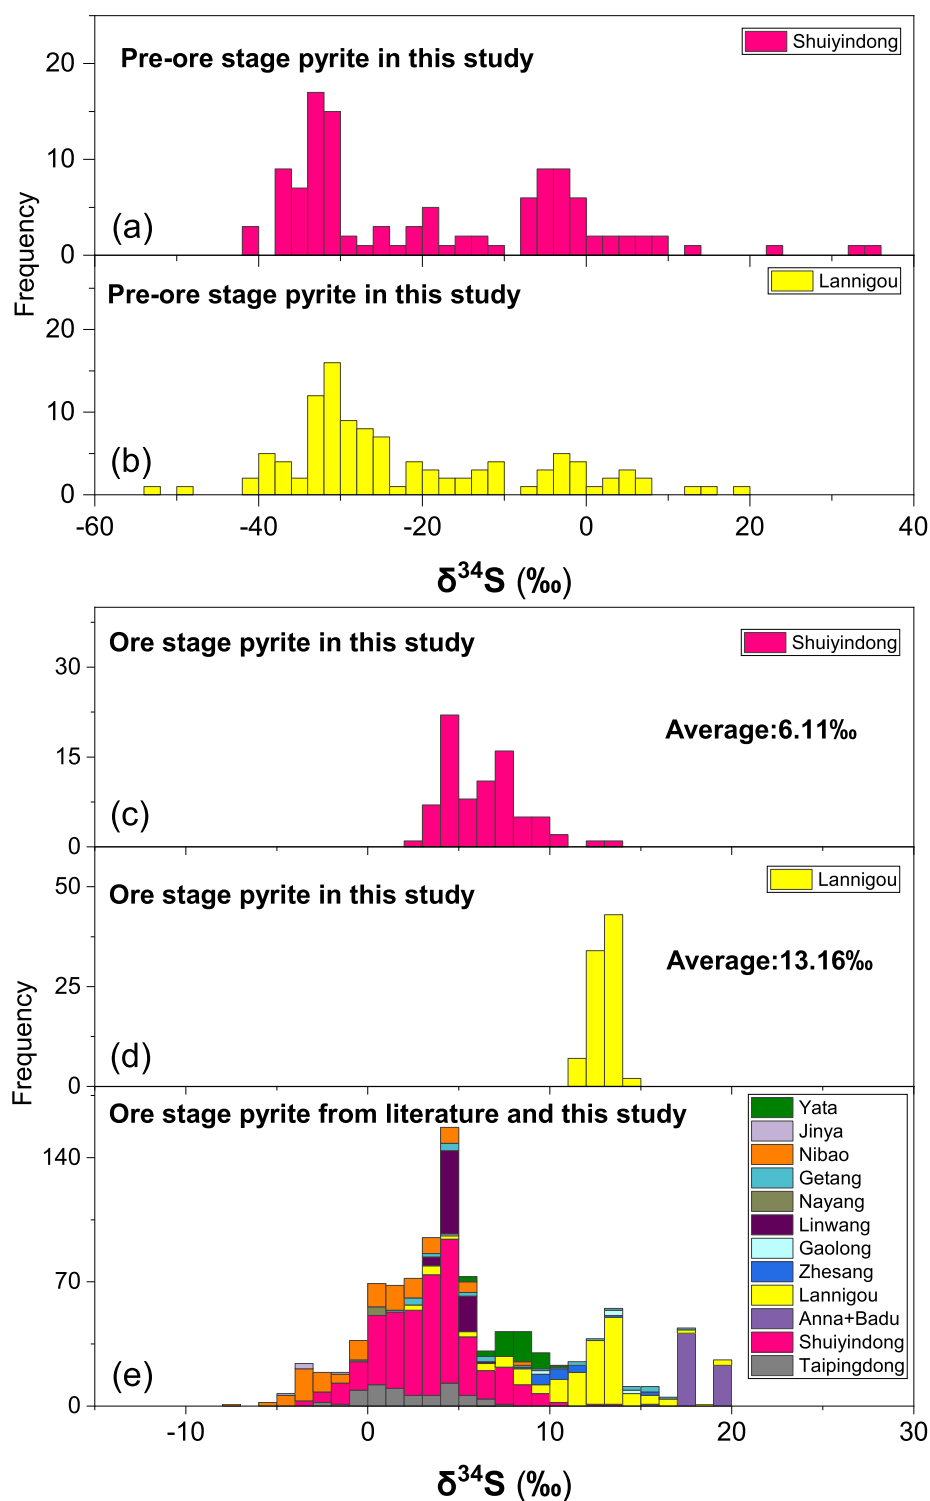 Pre-ore stage pyrite in this study
Shuiyindong
20
10
0
(a)
Frequency
Pre-ore stage pyrite in this study
Lannigou
20
10
0
(b)
-60 -40 -20 0 20 40
δ³⁴S (‰)
Ore stage pyrite in this study
Shuiyindong
Average:6.11‰
30
15
0
(c)
Ore stage pyrite in this study
Lannigou
Average:13.16‰
50
25
0
(d)
Frequency
Ore stage pyrite from literature and this study
Yata
Jinya
Nibao
Getang
Nayang
Linwang
Gaolong
Zhesang
Lannigou
Anna+Badu
Shuiyindong
Taipingdong
140
70
0
(e)
-10 0 10 20 30
δ³⁴S (‰)